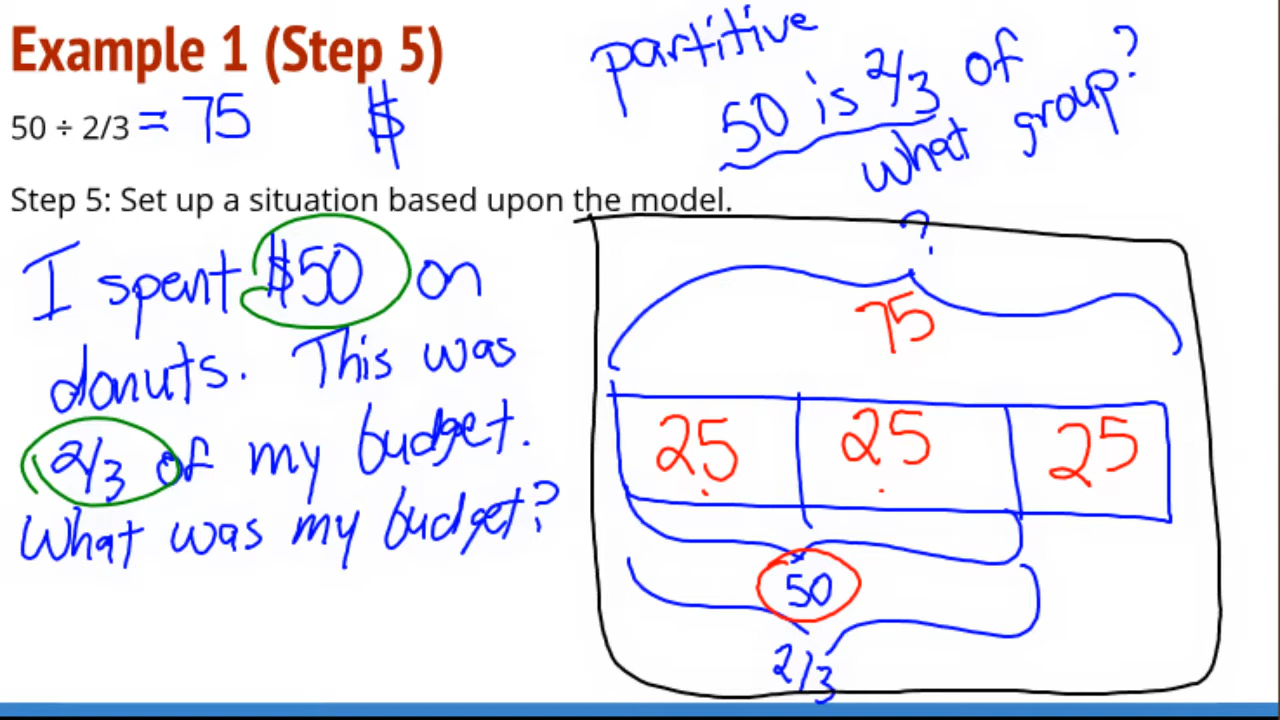 Example 1 (Step 5)
partitive
50 ÷ 2/3 = 75 $
50 is 2/3 of
what group?
Step 5: Set up a situation based upon the model.
I spent $50 on
donuts. This was
2/3 of my budget.
What was my budget?
?
75
25 25 25
50
2/3